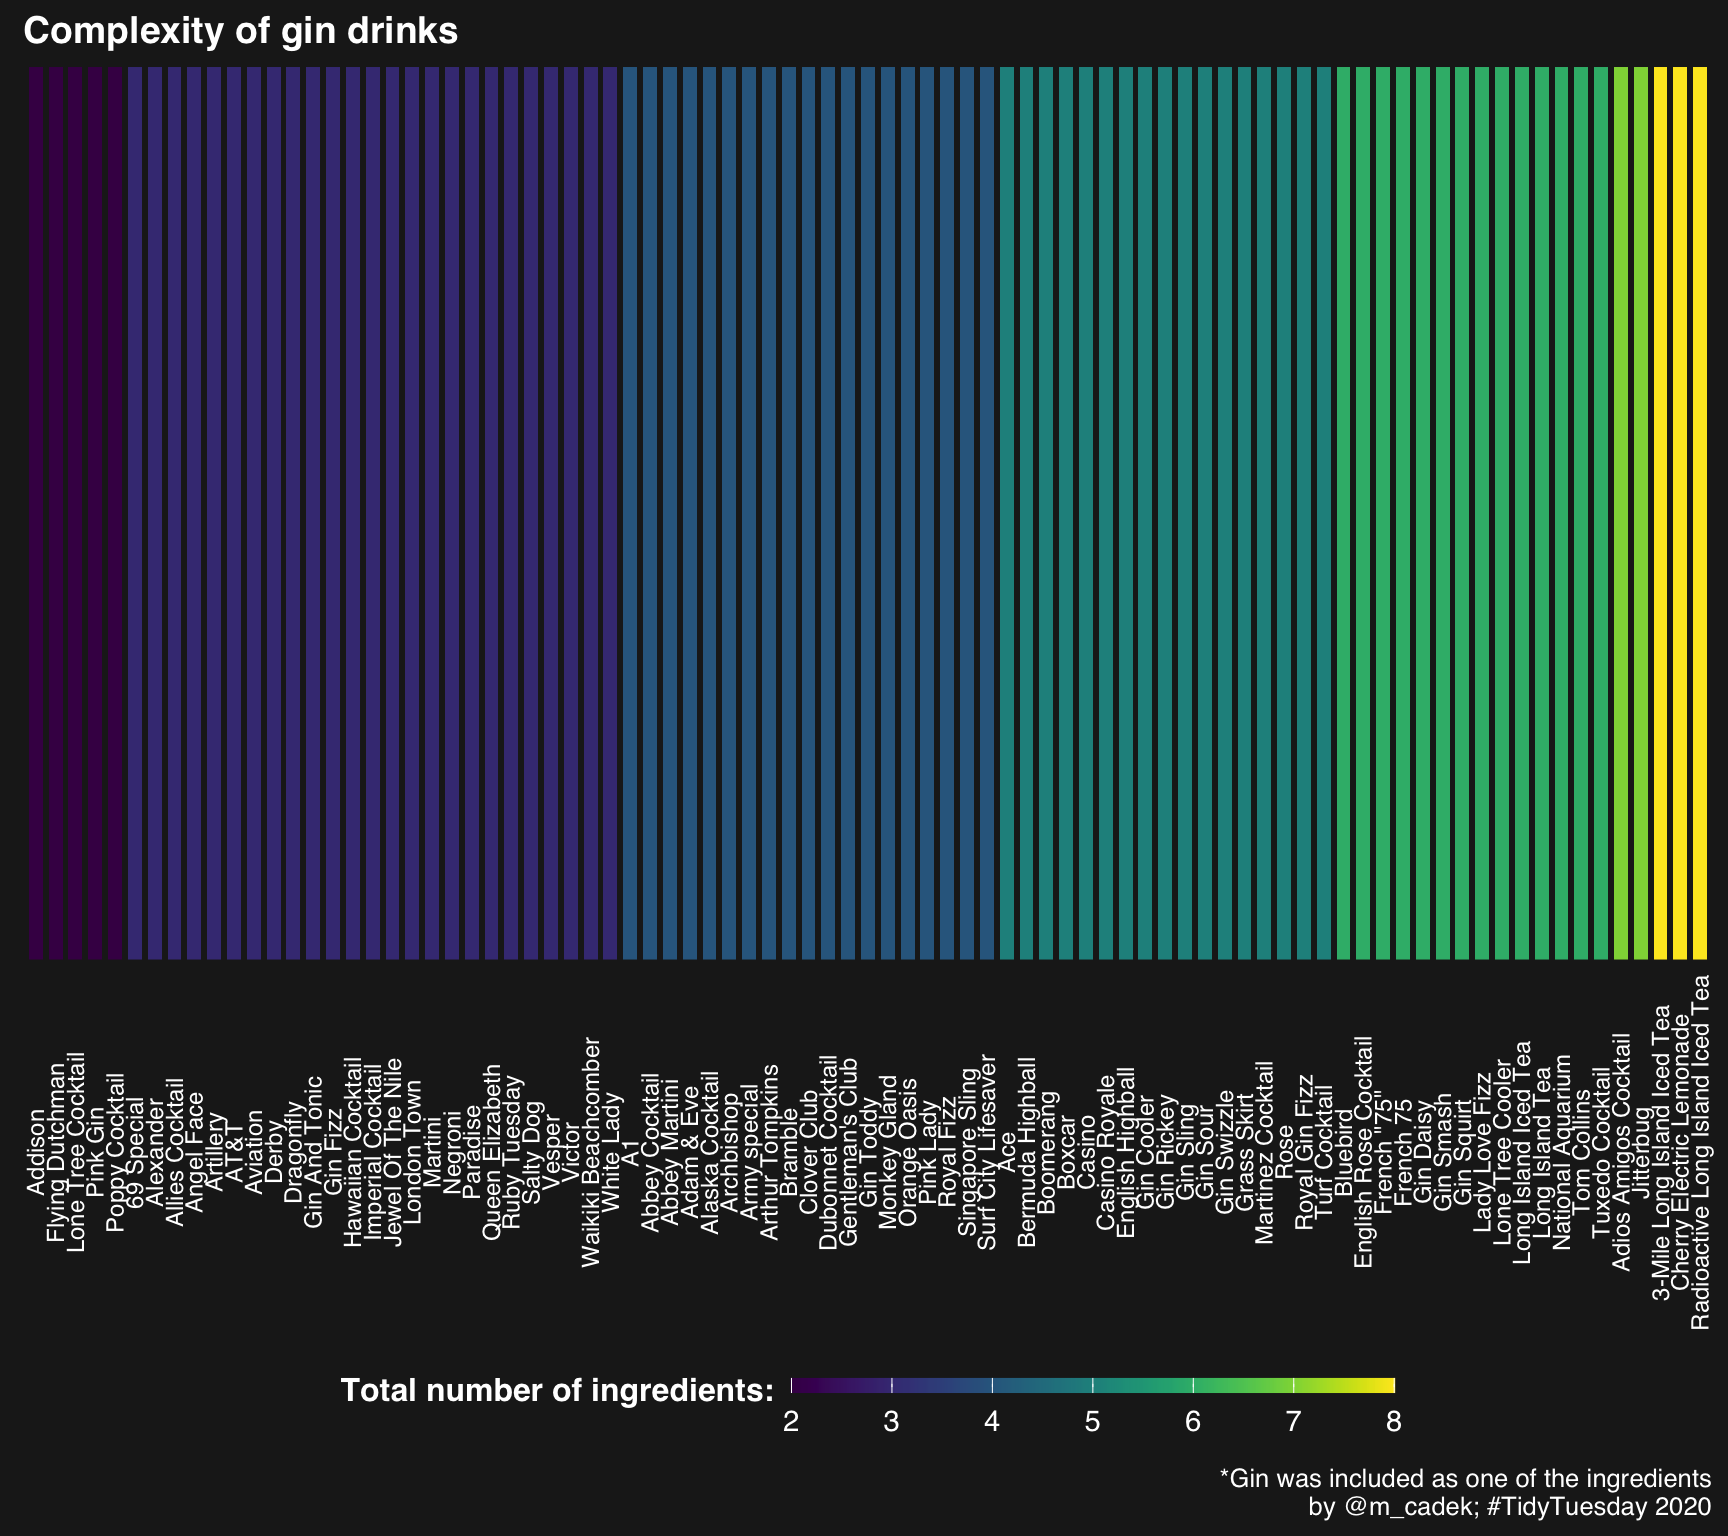 Complexity of gin drinks
Addison
Flying Dutchman
Lone Tree Cocktail
Pink Gin
Poppy Cocktail
69 Special
Alexander
Allies Cocktail
Angel Face
Artillery
AT&T
Aviation
Derby
Dragonfly
Gin And Tonic
Gin Fizz
Hawaiian Cocktail
Imperial Cocktail
Jewel Of The Nile
London Town
Martini
Negroni
Paradise
Queen Elizabeth
Ruby Tuesday
Salty Dog
Vesper
Victor
Waikiki Beachcomber
White Lady
A1
Abbey Cocktail
Abbey Martini
Adam & Eve
Alaska Cocktail
Archbishop
Army special
Arthur Tompkins
Bramble
Clover Club
Dubonnet Cocktail
Gentleman's Club
Gin Toddy
Monkey Gland
Orange Oasis
Pink Lady
Royal Fizz
Singapore Sling
Surf City Lifesaver
Ace
Bermuda Highball
Boomerang
Boxcar
Casino
Casino Royale
English Highball
Gin Cooler
Gin Rickey
Gin Sling
Gin Sour
Gin Swizzle
Grass Skirt
Martinez Cocktail
Rose
Royal Gin Fizz
Turf Cocktail
Bluebird
English Rose Cocktail
French ''75''
French 75
Gin Daisy
Gin Smash
Gin Squirt
Lady Love Fizz
Lone Tree Cooler
Long Island Iced Tea
Long Island Tea
National Aquarium
Tom Collins
Tuxedo Cocktail
Adios Amigos Cocktail
Jitterbug
3-Mile Long Island Iced Tea
Cherry Electric Lemonade
Radioactive Long Island Iced Tea
Total number of ingredients:
2 3 4 5 6 7 8
*Gin was included as one of the ingredients
by @m_cadek; #TidyTuesday 2020